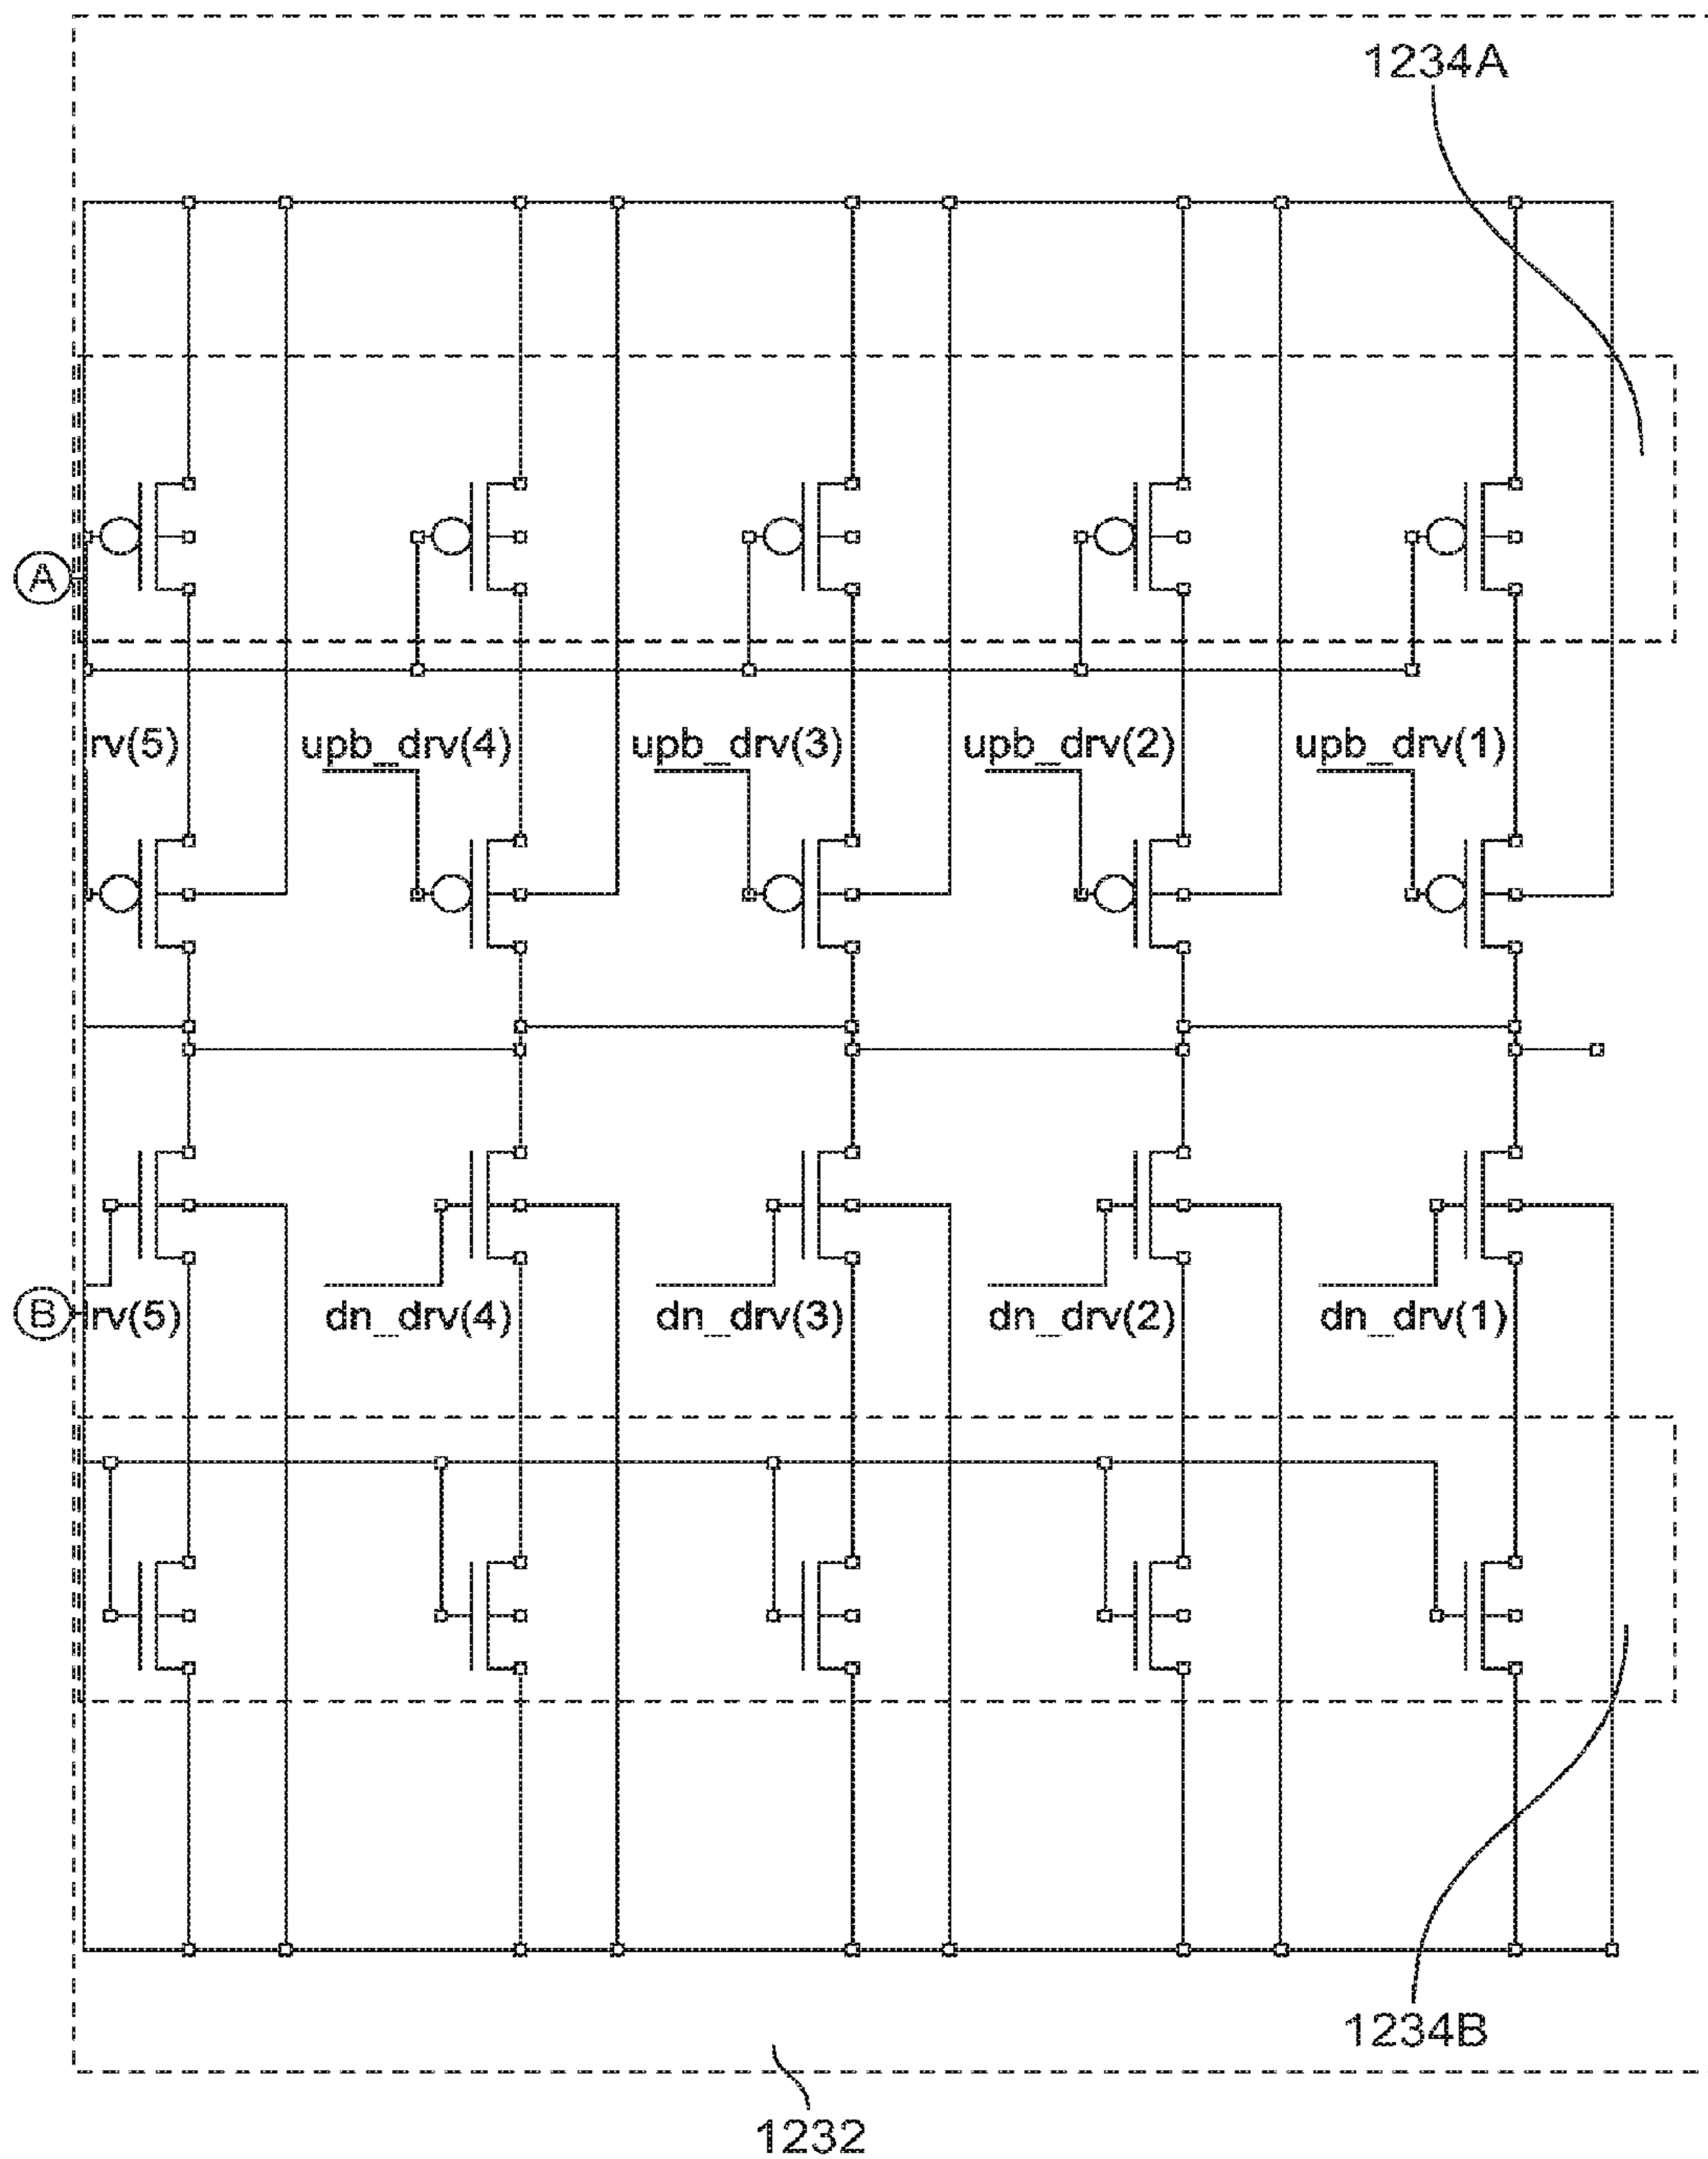 1234A
A
rv(5) upb_drv(4) upb_drv(3) upb_drv(2) upb_drv(1)
B
lrv(5) dn_drv(4) dn_drv(3) dn_drv(2) dn_drv(1)
1234B
1232